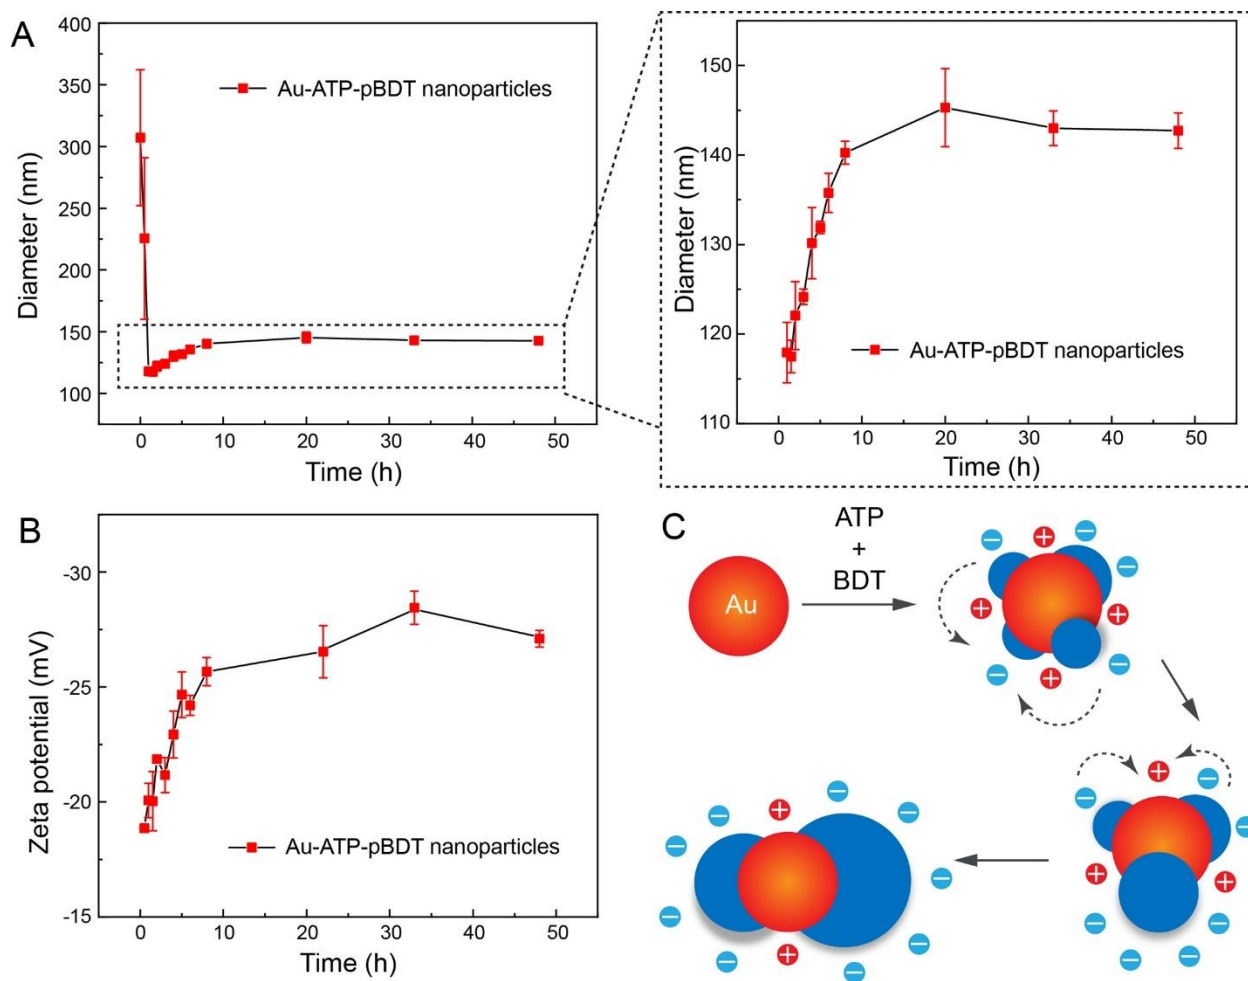 A
400
350
300
250
200
150
100
Diameter (nm)
Au-ATP-pBDT nanoparticles
0 10 20 30 40 50
Time (h)
150
140
130
120
110
Diameter (nm)
Au-ATP-pBDT nanoparticles
0 10 20 30 40 50
Time (h)
B
-30
-25
-20
-15
Zeta potential (mV)
Au-ATP-pBDT nanoparticles
0 10 20 30 40 50
Time (h)
C
Au
ATP
+
BDT